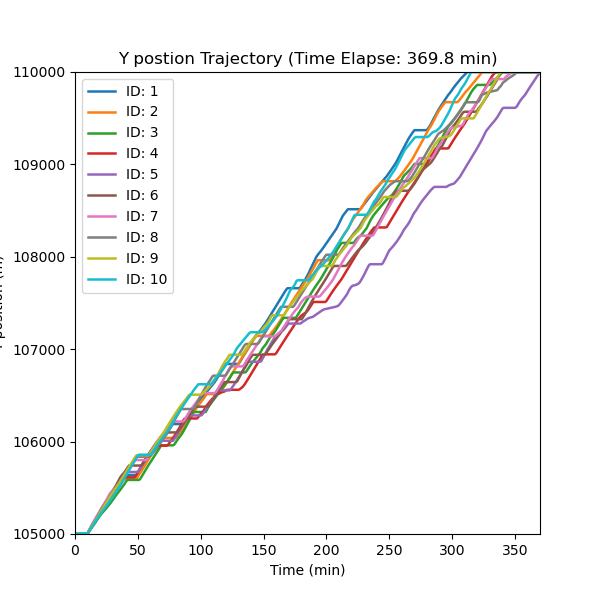 Y postion Trajectory (Time Elapse: 369.8 min)
110000
109000
108000
107000
106000
105000
ID: 1
ID: 2
ID: 3
ID: 4
ID: 5
ID: 6
ID: 7
ID: 8
ID: 9
ID: 10
0 50 100 150 200 250 300 350
Time (min)